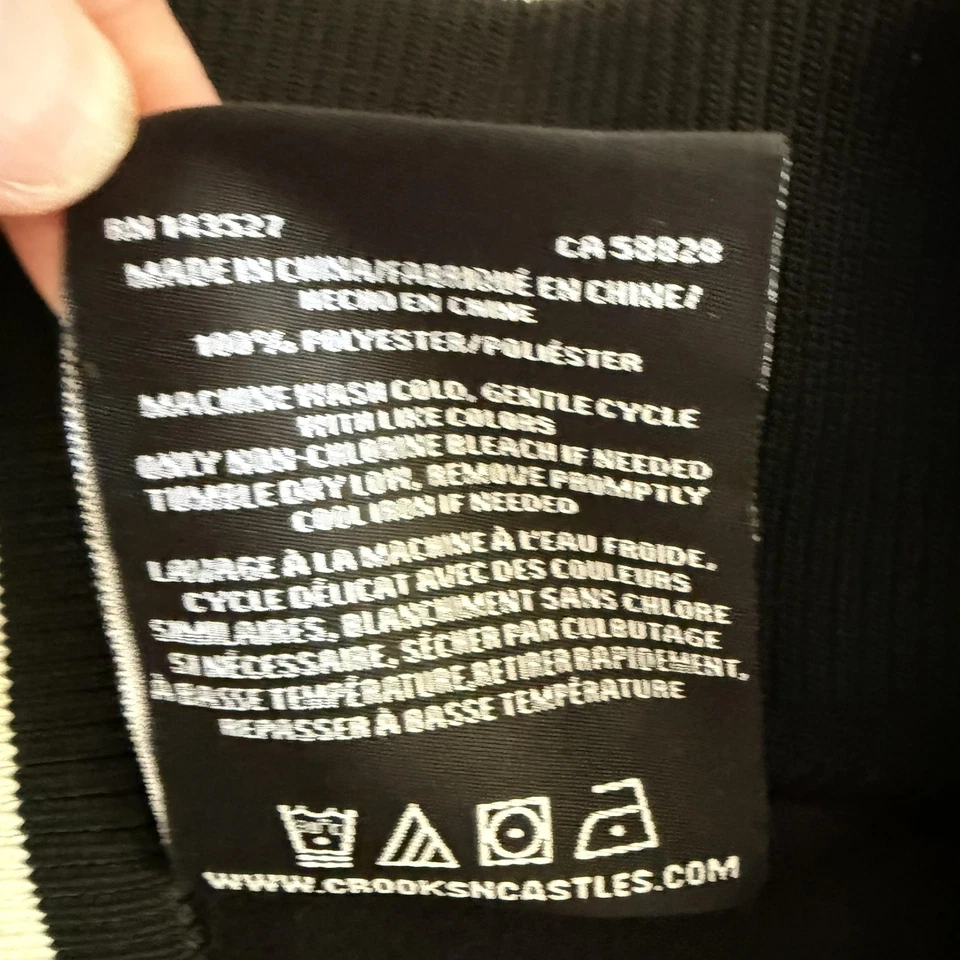 RN 143527
CA 53828
MADE IN CHINA/FABRIQUÉ EN CHINE/
HECHO EN CHINE
100% POLYESTER/POLIÉSTER
MACHINE WASH COLD, GENTLE CYCLE
WITH LIKE COLORS
ONLY NON-CHLORINE BLEACH IF NEEDED
TUMBLE DRY LOW, REMOVE PROMPTLY
COOL IRON IF NEEDED
LAVAGE À LA MACHINE À L'EAU FROIDE,
CYCLE DÉLICAT AVEC DES COULEURS
SIMILAIRES, BLANCHIMENT SANS CHLORE
SI NÉCESSAIRE, SÉCHER PAR CULBUTAGE
À BASSE TEMPÉRATURE, RETIRER RAPIDEMENT,
REPASSER À BASSE TEMPÉRATURE
WWW.CROOKSNCASTLES.COM